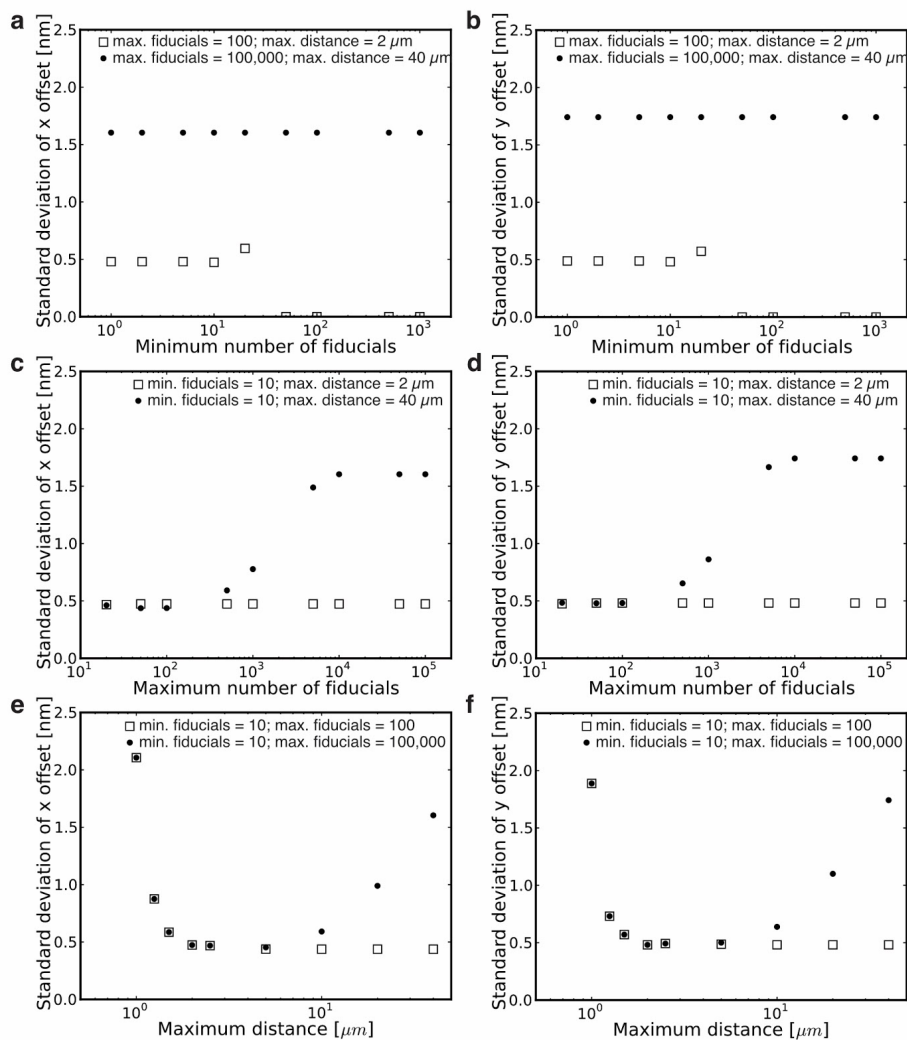 a
Standard deviation of x offset [nm]
2.5
2.0
1.5
1.0
0.5
0.0
max. fiducials = 100; max. distance = 2 µm
max. fiducials = 100,000; max. distance = 40 µm
10⁰
10¹
10²
10³
Minimum number of fiducials
b
Standard deviation of y offset [nm]
2.5
2.0
1.5
1.0
0.5
0.0
max. fiducials = 100; max. distance = 2 µm
max. fiducials = 100,000; max. distance = 40 µm
10⁰
10¹
10²
10³
Minimum number of fiducials
c
Standard deviation of x offset [nm]
2.5
2.0
1.5
1.0
0.5
0.0
min. fiducials = 10; max. distance = 2 µm
min. fiducials = 10; max. distance = 40 µm
10¹
10²
10³
10⁴
10⁵
Maximum number of fiducials
d
Standard deviation of y offset [nm]
2.5
2.0
1.5
1.0
0.5
0.0
min. fiducials = 10; max. distance = 2 µm
min. fiducials = 10; max. distance = 40 µm
10¹
10²
10³
10⁴
10⁵
Maximum number of fiducials
e
Standard deviation of x offset [nm]
2.5
2.0
1.5
1.0
0.5
0.0
min. fiducials = 10; max. fiducials = 100
min. fiducials = 10; max. fiducials = 100,000
10⁰
10¹
Maximum distance [µm]
f
Standard deviation of y offset [nm]
2.5
2.0
1.5
1.0
0.5
0.0
min. fiducials = 10; max. fiducials = 100
min. fiducials = 10; max. fiducials = 100,000
10⁰
10¹
Maximum distance [µm]